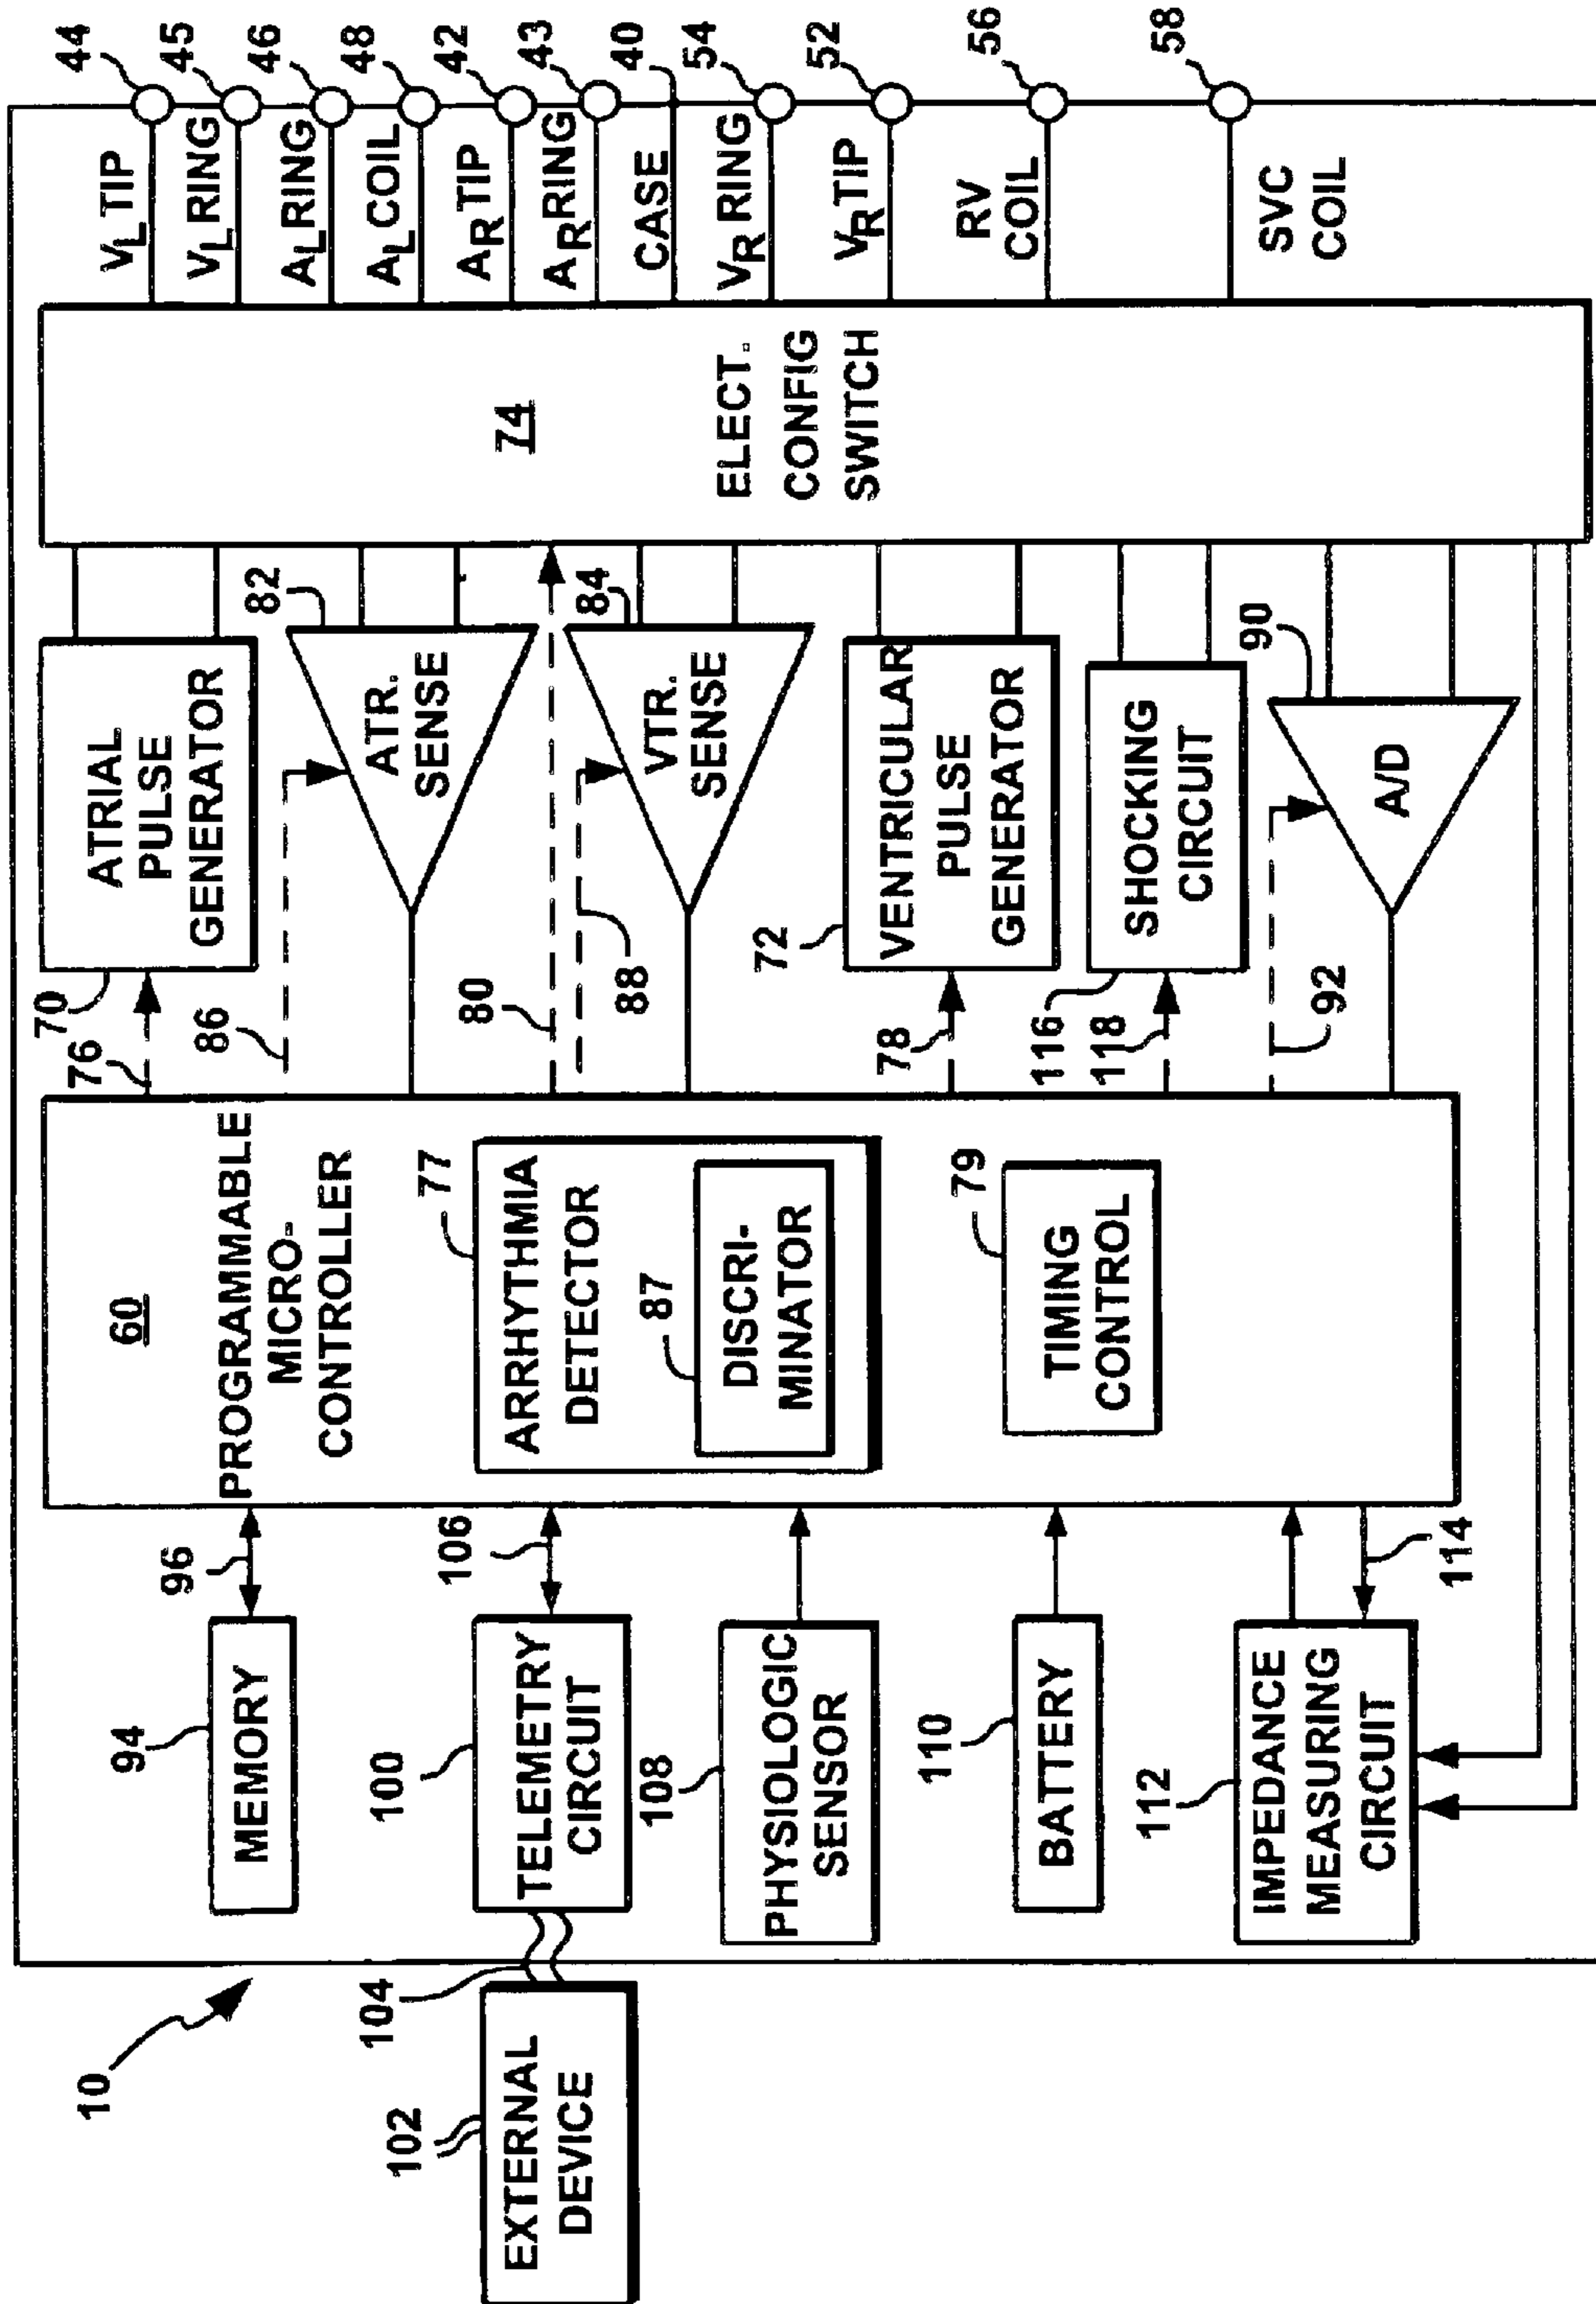 10
102
EXTERNAL
DEVICE
104
94
MEMORY
96
100
TELEMETRY
CIRCUIT
106
108
PHYSIOLOGIC
SENSOR
110
BATTERY
112
IMPEDANCE
MEASURING
CIRCUIT
114
60
PROGRAMMABLE
MICRO-
CONTROLLER
77
ARRHYTHMIA
DETECTOR
87
DISCRI-
MINATOR
79
TIMING
CONTROL
76
70
ATRIAL
PULSE
GENERATOR
86
82
ATR.
SENSE
80
88
84
VTR.
SENSE
72
78
VENTRICULAR
PULSE
GENERATOR
116
118
SHOCKING
CIRCUIT
92
90
A/D
74
ELECT.
CONFIG
SWITCH
VL TIP 44
VL RING 45
AL RING 46
AL COIL 48
AR TIP 42
AR RING 43
CASE 40
VR RING 54
VR TIP 52
RV
COIL
56
SVC
COIL
58